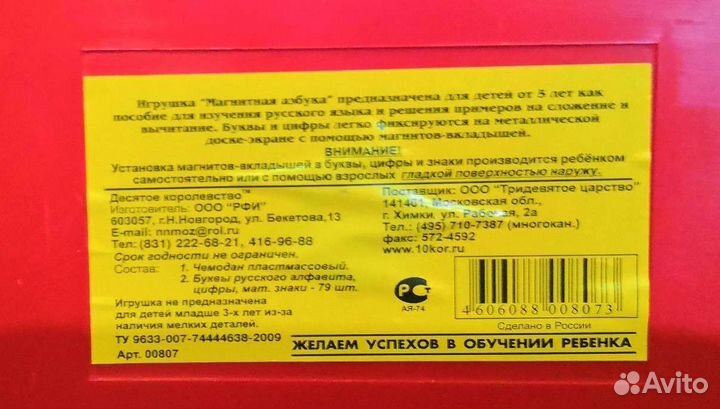 Игрушка "Магнитная азбука" предназначена для детей от 5 лет как
пособие для изучения русского языка и решения примеров на сложение и
вычитание. Буквы и цифры легко фиксируются на металлической
доске-экране с помощью магнитов-вкладышей.
ВНИМАНИЕ!
Установка магнитов-вкладышей в буквы, цифры и знаки производится ребёнком
самостоятельно или с помощью взрослых гладкой поверхностью наружу.
Десятое королевство™
Изготовитель: ООО "РФИ"
603057, г.Н.Новгород, ул. Бекетова,13
E-mail: nnmoz@rol.ru
Тел: (831) 222-68-21, 416-96-88
Срок годности не ограничен.
Состав: 1. Чемодан пластмассовый.
2. Буквы русского алфавита,
цифры, мат. знаки - 79 шт.
Игрушка не предназначена
для детей младше 3-х лет из-за
наличия мелких деталей.
ТУ 9633-007-74444638-2009
Арт. 00807
Поставщик: ООО "Тридевятое царство"
141401, Московская обл.,
г. Химки, ул. Рабочая, 2а
Тел.: (495) 710-7387 (многокан.)
факс: 572-4592
www.10kor.ru
РСТ
АЯ-74
4 606088 008073
Сделано в России
ЖЕЛАЕМ УСПЕХОВ В ОБУЧЕНИИ РЕБЕНКА
Avito